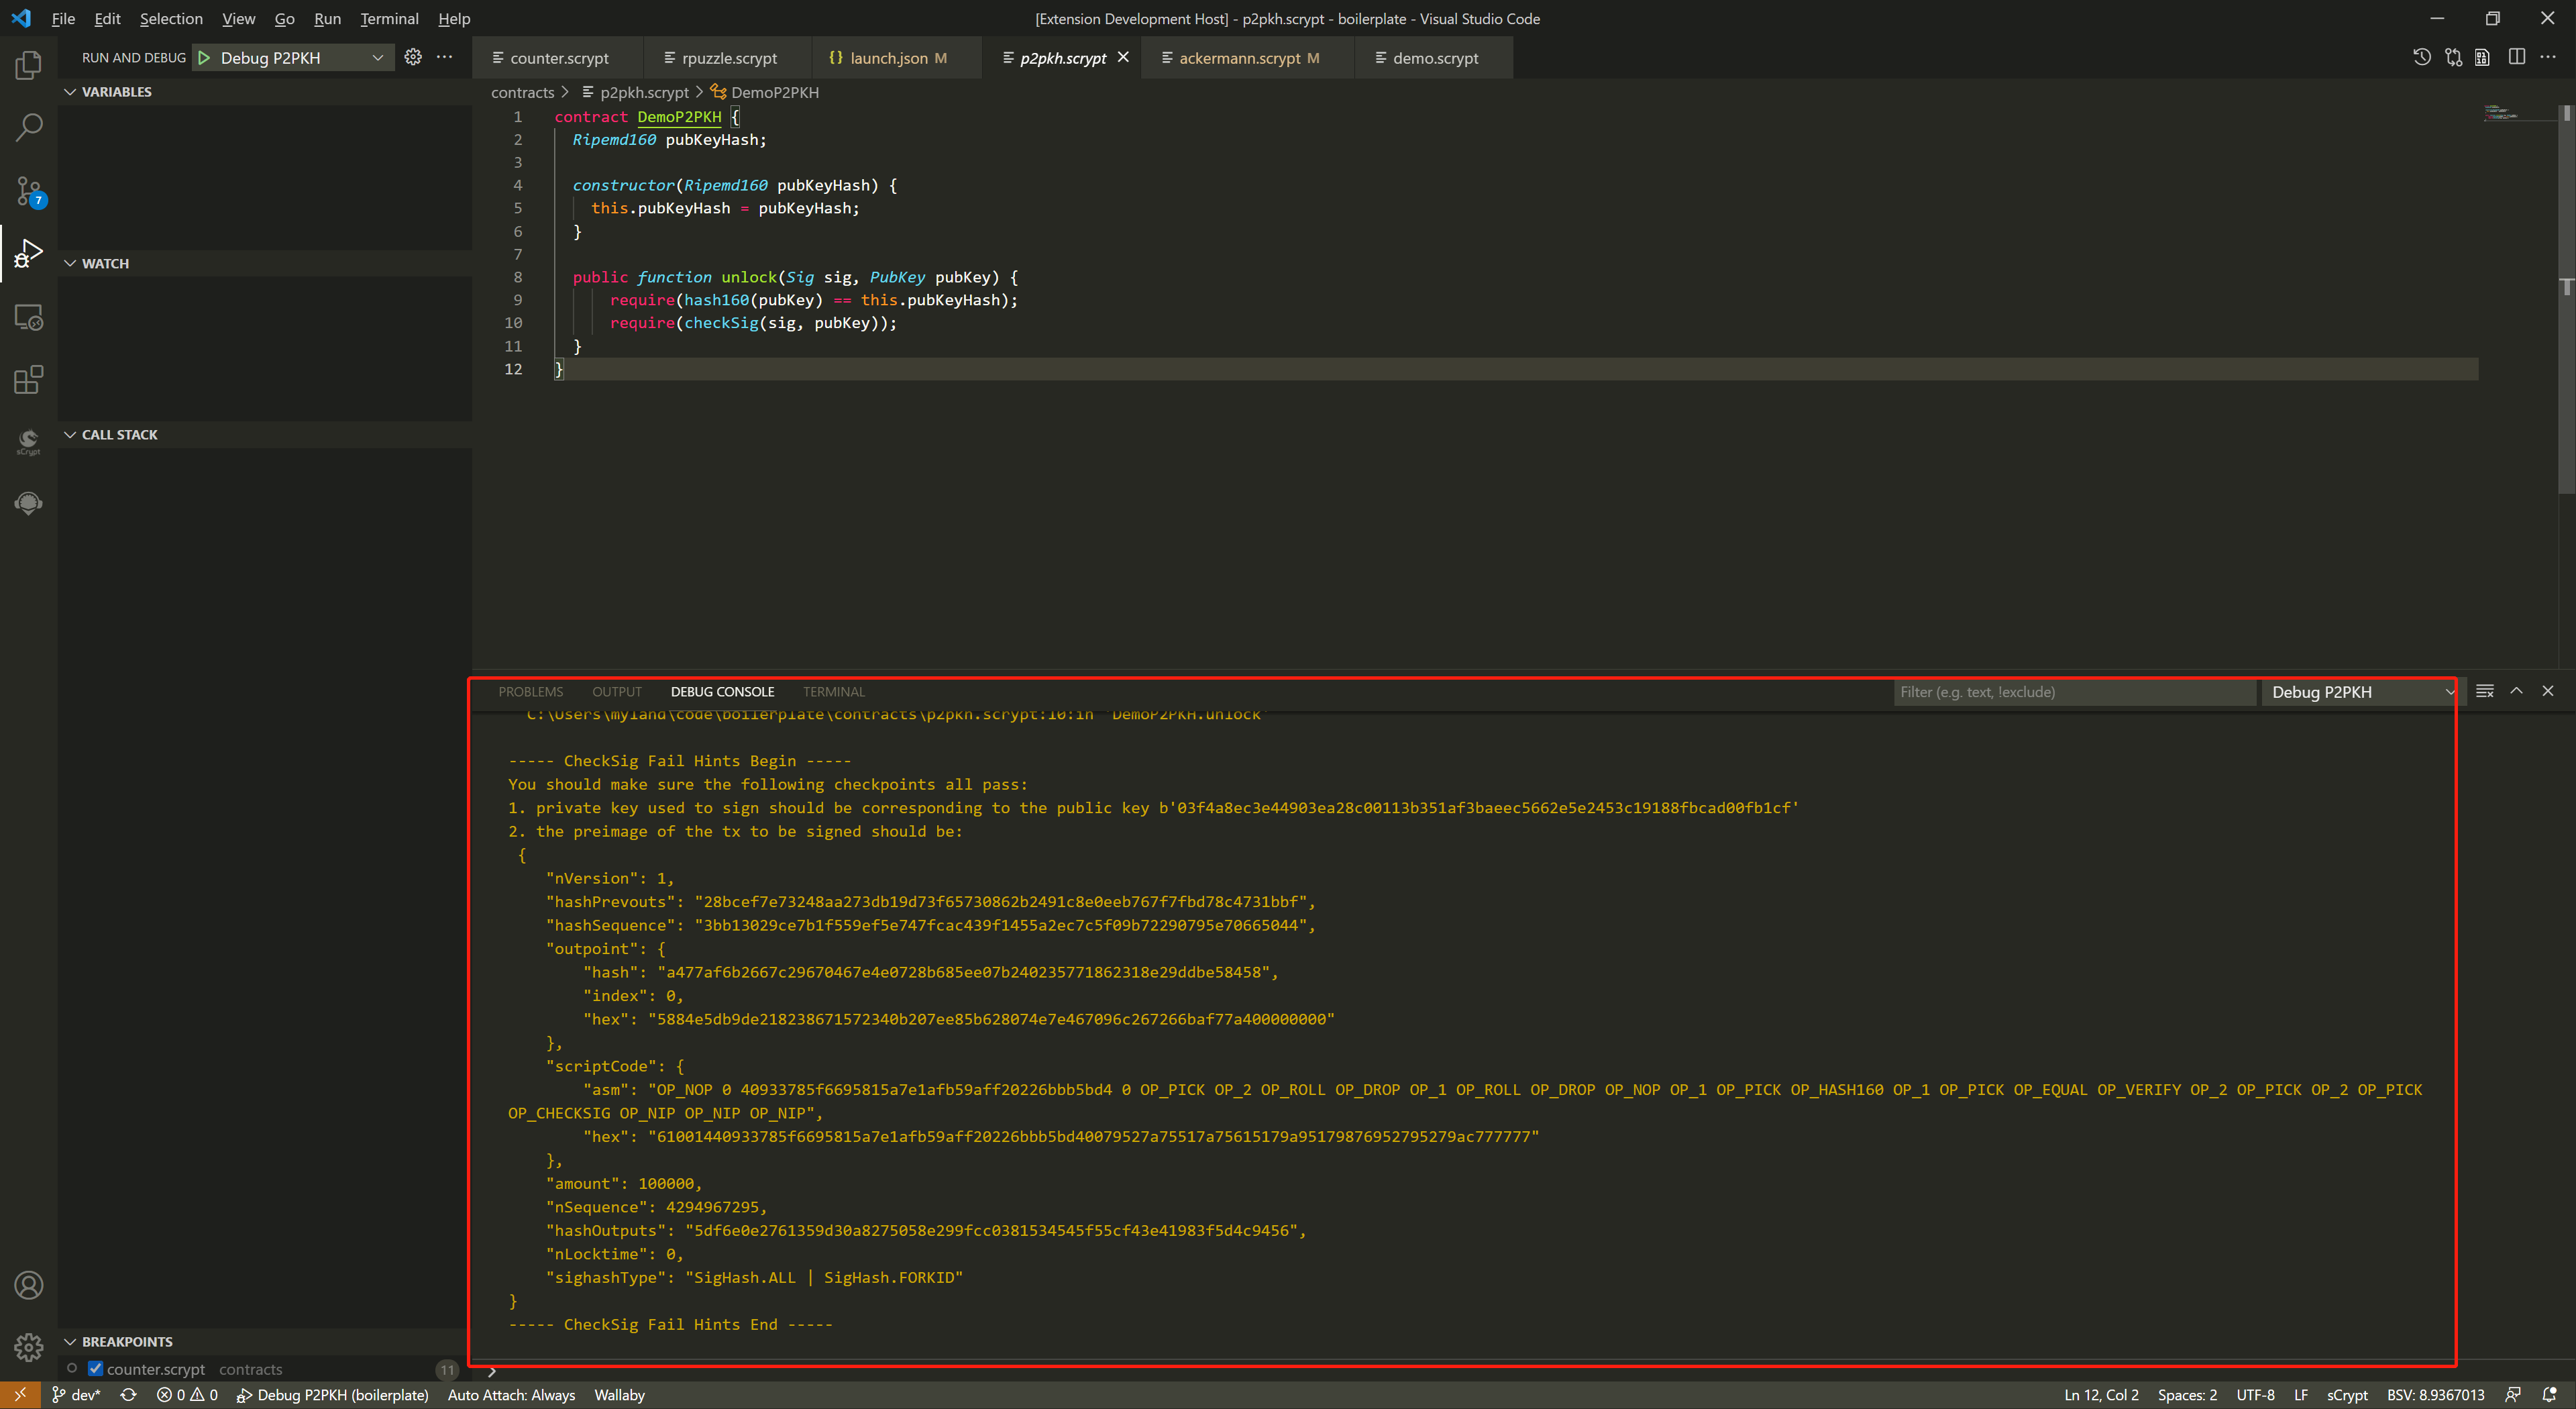 File Edit Selection View Go Run Terminal Help
[Extension Development Host] - p2pkh.scrypt - boilerplate - Visual Studio Code
RUN AND DEBUG Debug P2PKH
counter.scrypt rpuzzle.scrypt {} launch.json M p2pkh.scrypt ackermann.scrypt M demo.scrypt
VARIABLES
WATCH
CALL STACK
7
sCrypt
contracts > p2pkh.scrypt > DemoP2PKH
1 contract DemoP2PKH {
2 Ripemd160 pubKeyHash;
3
4 constructor(Ripemd160 pubKeyHash) {
5 this.pubKeyHash = pubKeyHash;
6 }
7
8 public function unlock(Sig sig, PubKey pubKey) {
9 require(hash160(pubKey) == this.pubKeyHash);
10 require(checkSig(sig, pubKey));
11 }
12 }
PROBLEMS OUTPUT DEBUG CONSOLE TERMINAL
Filter (e.g. text, !exclude) Debug P2PKH
C:\Users\myland\code\boilerplate\contracts\p2pkh.scrypt:10:in `DemoP2PKH.unlock`
----- CheckSig Fail Hints Begin -----
You should make sure the following checkpoints all pass:
1. private key used to sign should be corresponding to the public key b'03f4a8ec3e44903ea28c00113b351af3baeec5662e5e2453c19188fbcad00fb1cf'
2. the preimage of the tx to be signed should be:
{
"nVersion": 1,
"hashPrevouts": "28bcef7e73248aa273db19d73f65730862b2491c8e0eeb767f7fbd78c4731bbf",
"hashSequence": "3bb13029ce7b1f559ef5e747fcac439f1455a2ec7c5f09b72290795e70665044",
"outpoint": {
"hash": "a477af6b2667c29670467e4e0728b685ee07b240235771862318e29ddbe58458",
"index": 0,
"hex": "5884e5db9de218238671572340b207ee85b628074e7e467096c267266baf77a400000000"
},
"scriptCode": {
"asm": "OP_NOP 0 40933785f6695815a7e1afb59aff20226bbb5bd4 0 OP_PICK OP_2 OP_ROLL OP_DROP OP_1 OP_ROLL OP_DROP OP_NOP OP_1 OP_PICK OP_HASH160 OP_1 OP_PICK OP_EQUAL OP_VERIFY OP_2 OP_PICK OP_2 OP_PICK
OP_CHECKSIG OP_NIP OP_NIP OP_NIP",
"hex": "61001440933785f6695815a7e1afb59aff20226bbb5bd40079527a75517a75615179a95179876952795279ac777777"
},
"amount": 100000,
"nSequence": 4294967295,
"hashOutputs": "5df6e0e2761359d30a8275058e299fcc0381534545f55cf43e41983f5d4c9456",
"nLocktime": 0,
"sighashType": "SigHash.ALL | SigHash.FORKID"
}
----- CheckSig Fail Hints End -----
BREAKPOINTS
counter.scrypt contracts 11
dev* 0 0 Debug P2PKH (boilerplate) Auto Attach: Always Wallaby
Ln 12, Col 2 Spaces: 2 UTF-8 LF sCrypt BSV: 8.9367013